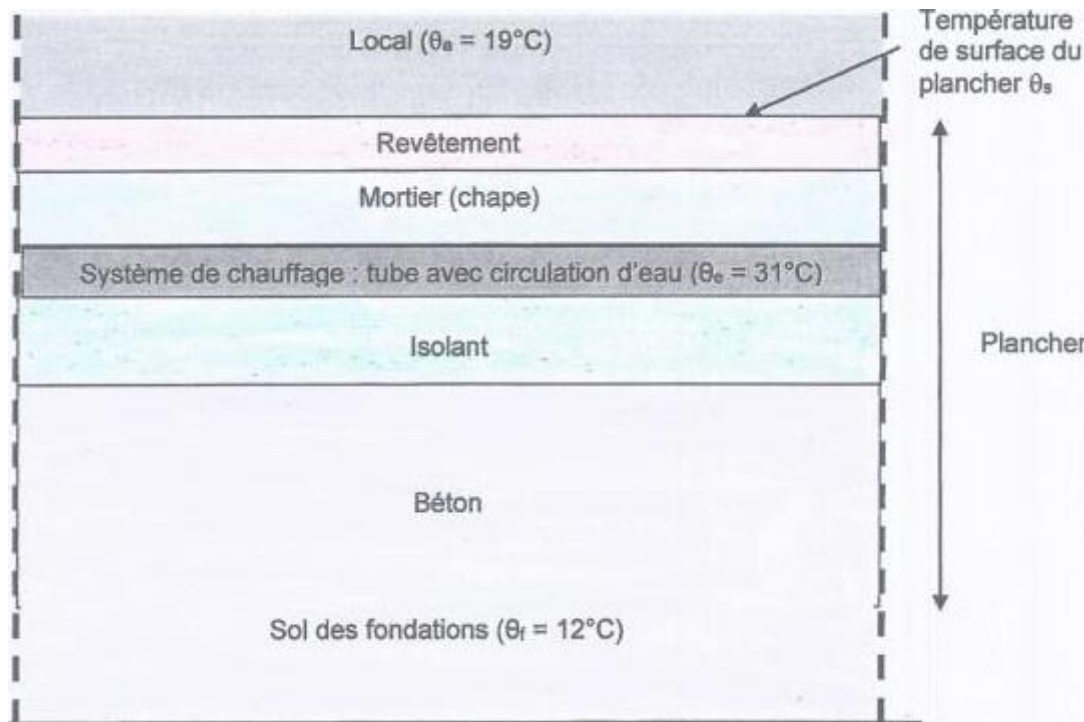 Local (θa = 19°C)
Température
de surface du
plancher θs
Revêtement
Mortier (chape)
Système de chauffage : tube avec circulation d'eau (θe = 31°C)
Isolant
Plancher
Béton
Sol des fondations (θf = 12°C)